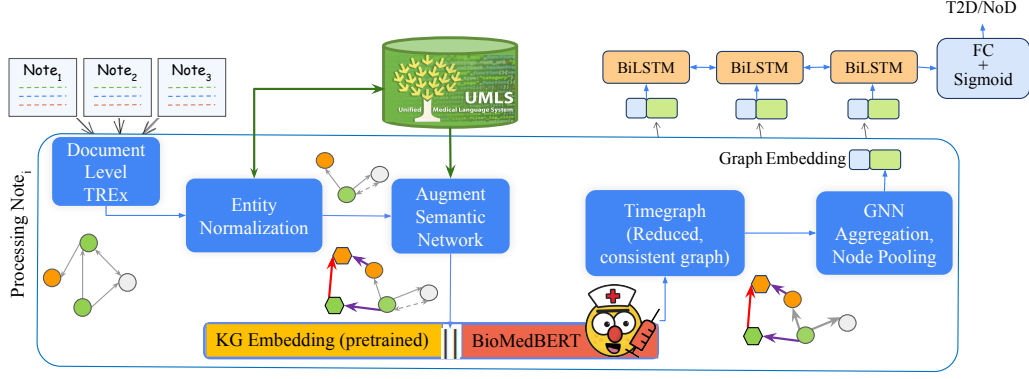 T2D/NoD
Note1
Note2
Note3
BiLSTM
BiLSTM
BiLSTM
FC
+
Sigmoid
UMLS
Unified Medical Language System
Processing Notei
Document
Level
TREx
Entity
Normalization
Augment
Semantic
Network
Graph Embedding
Timegraph
(Reduced,
consistent graph)
GNN
Aggregation,
Node Pooling
KG Embedding (pretrained)
||
BioMedBERT